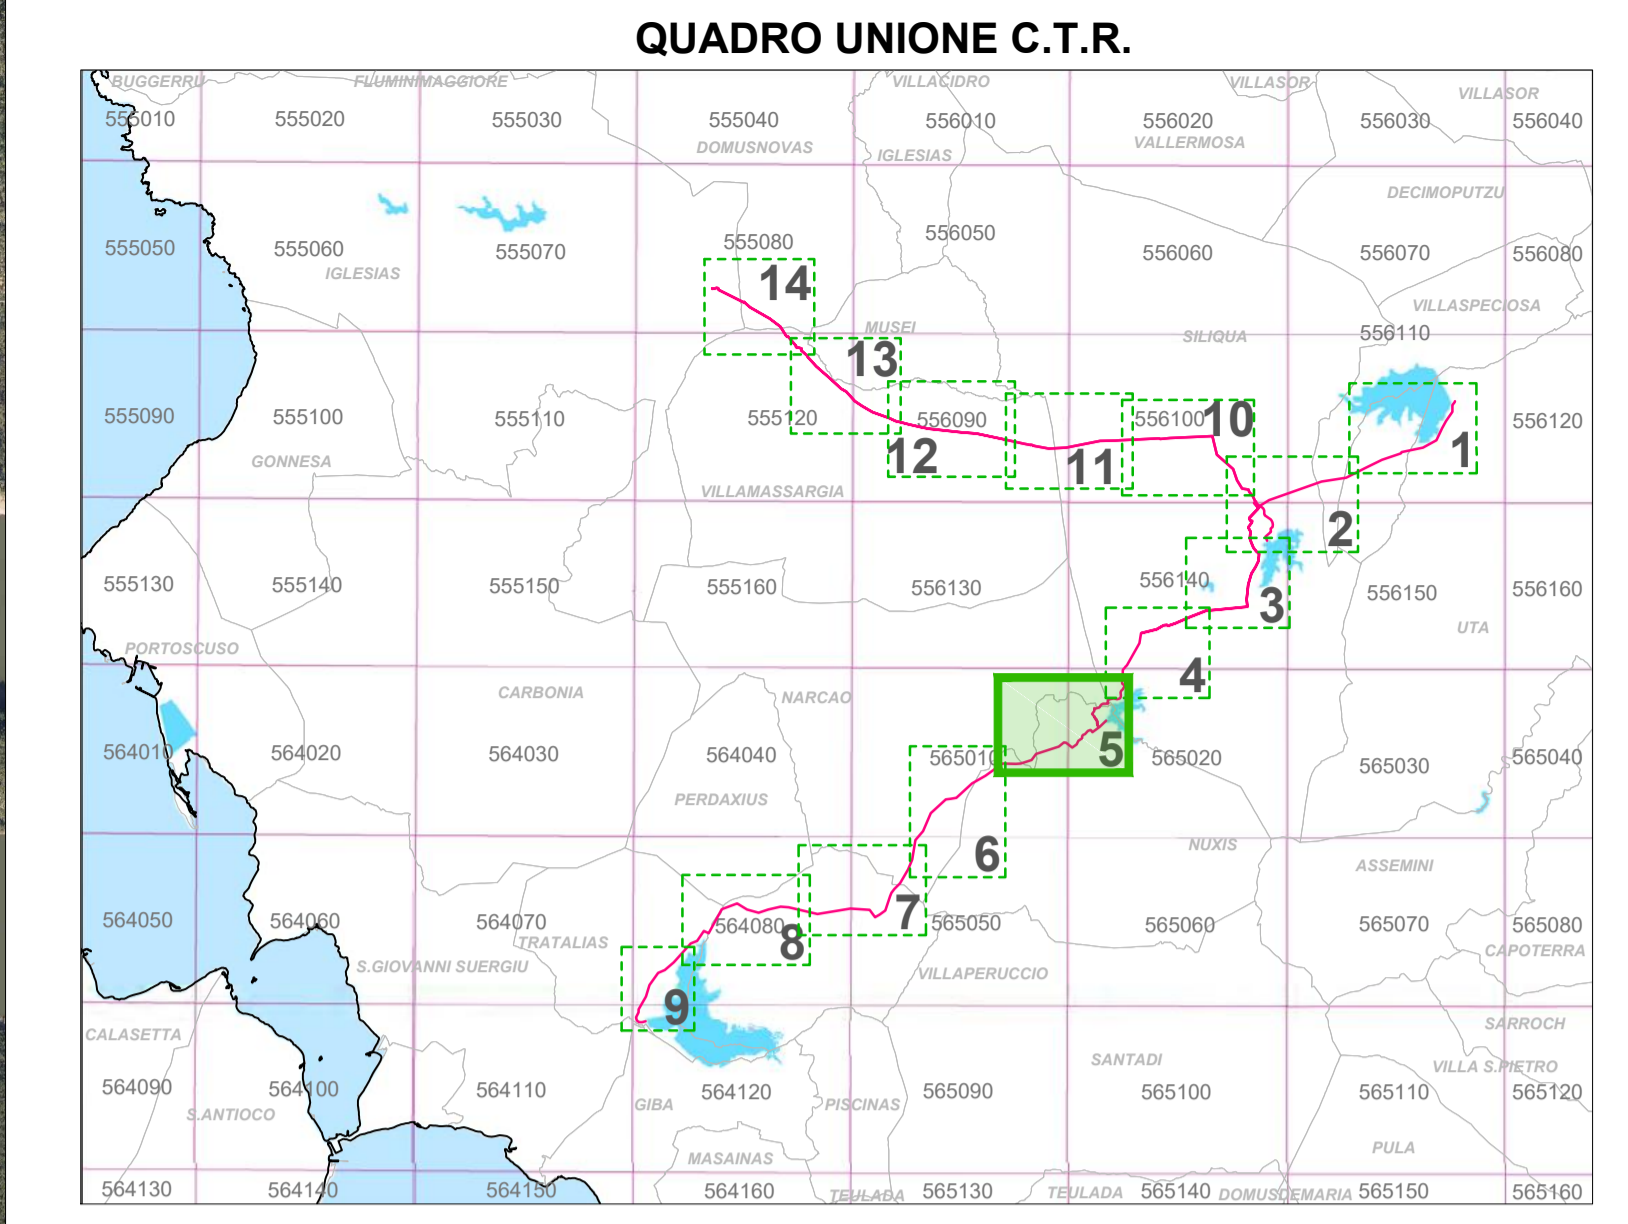 QUADRO UNIONE C.T.R.
BUGGERRU FLUMINIMAGGIORE VILLACIDRO VILLASOR VILLASOR
555010 555020 555030 555040 556010 556020 556030 556040
DOMUSNOVAS IGLESIAS VALLERMOSA
DECIMOPUTZU
555050 555060 555070 555080 556050 556060 556070 556080
IGLESIAS
14
VILLASPECIOSA
MUSEI SILIQUA 556110
13
555090 555100 555110 555120 556090 556100 10 556120
12 11 1
GONNESA
VILLAMASSARGIA
2
555130 555140 555150 555160 556130 556140 556150 556160
3
UTA
PORTOSCUSO
4
CARBONIA NARCAO
5
564010 564020 564030 564040 565010 565020 565030 565040
PERDAXIUS
6 NUXIS
ASSEMINI
7
564050 564060 564070 564080 565050 565060 565070 565080
8
TRATALIAS CAPOTERRA
S.GIOVANNI SUERGIU VILLAPERUCCIO
9
CALASETTA SARROCH
SANTADI VILLA S.PIETRO
564090 564100 564110 564120 565090 565100 565110 565120
S.ANTIOCO GIBA PISCINAS
PULA
MASAINAS
564130 564140 564150 564160 TEULADA 565130 TEULADA 565140 DOMUSDEMARIA 565150 565160